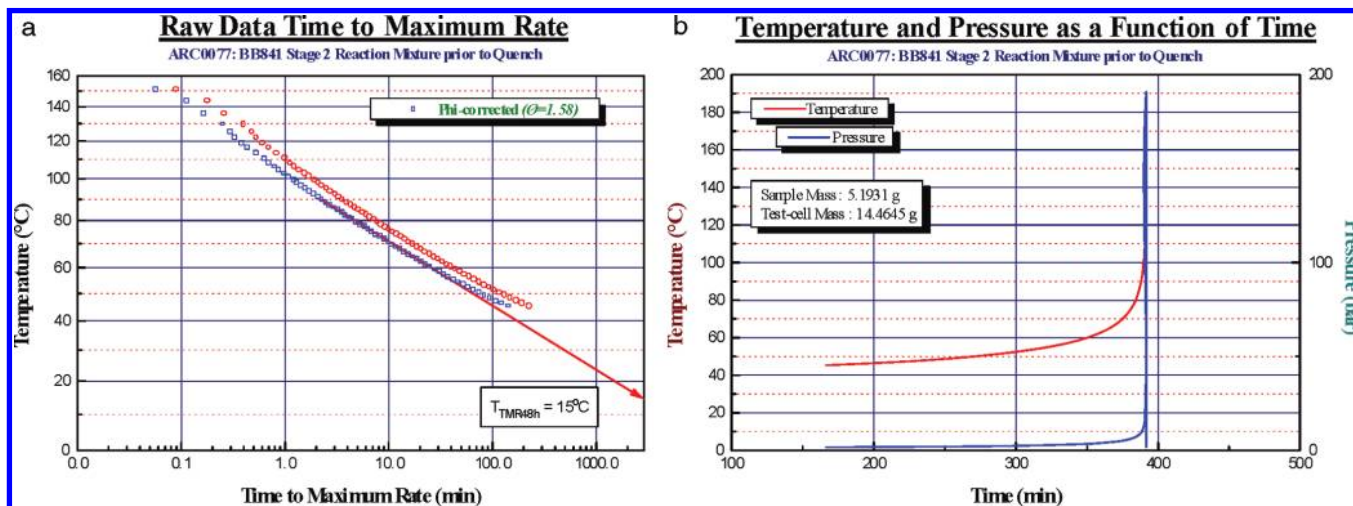 a
Raw Data Time to Maximum Rate
ARC0077: BB841 Stage 2 Reaction Mixture prior to Quench
160
140
120
100
80
60
40
20
0
Temperature (°C)
Phi-corrected (Ø=1.58)
T TMR48h = 15°C
0.0
0.1
1.0
10.0
100.0
1000.0
Time to Maximum Rate (min)
b
Temperature and Pressure as a Function of Time
ARC0077: BB841 Stage 2 Reaction Mixture prior to Quench
200
180
160
140
120
100
80
60
40
20
0
Temperature (°C)
Temperature
Pressure
Sample Mass : 5.1931 g
Test-cell Mass : 14.4645 g
200
100
0
Pressure (bar)
100
200
300
400
500
Time (min)